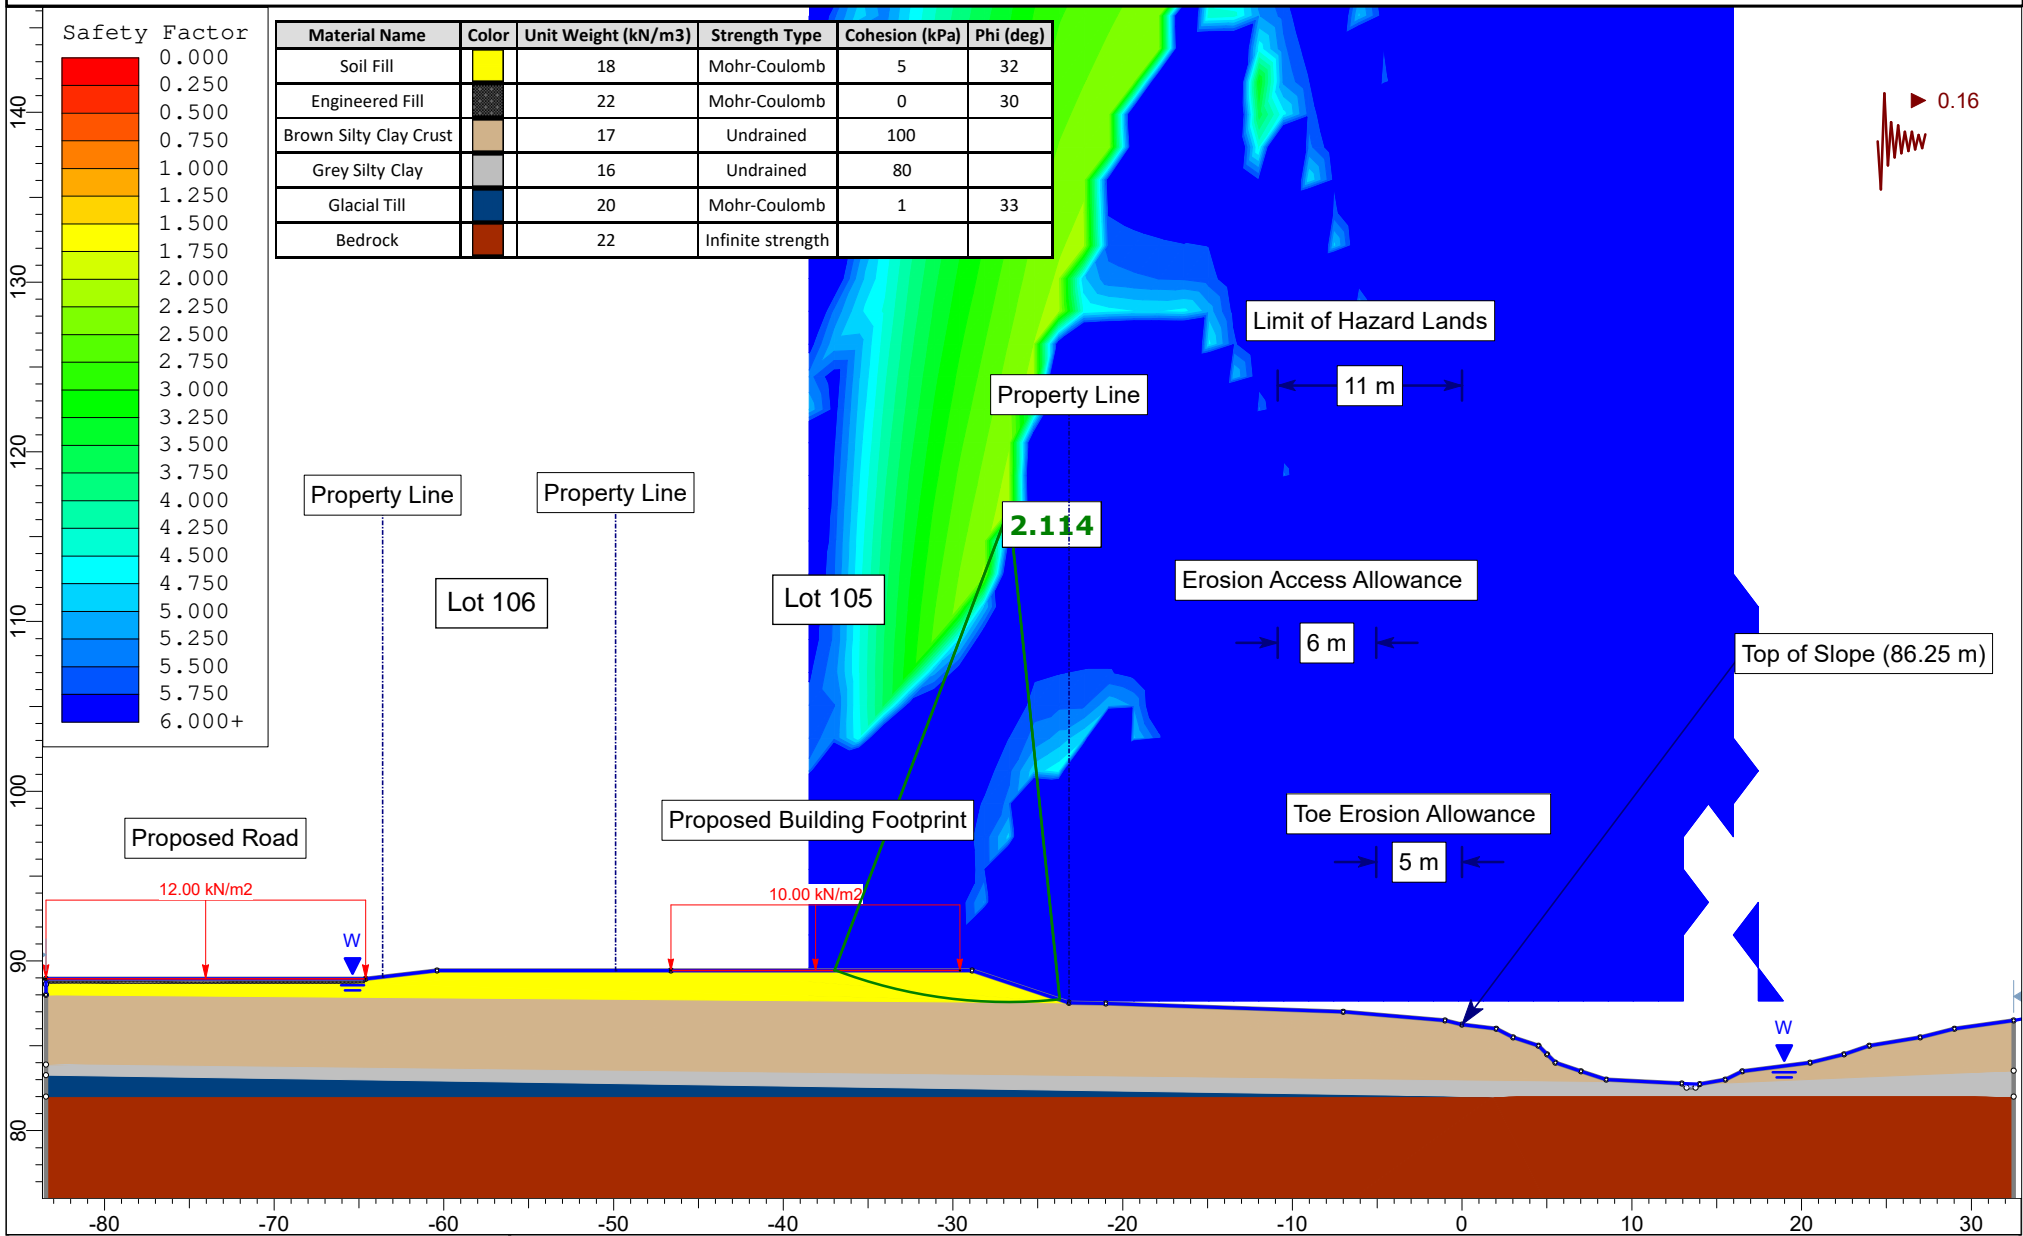 Safety Factor
0.000
0.250
0.500
0.750
1.000
1.250
1.500
1.750
2.000
2.250
2.500
2.750
3.000
3.250
3.500
3.750
4.000
4.250
4.500
4.750
5.000
5.250
5.500
5.750
6.000+
Material Name Color Unit Weight (kN/m3) Strength Type Cohesion (kPa) Phi (deg)
Soil Fill 18 Mohr-Coulomb 5 32
Engineered Fill 22 Mohr-Coulomb 0 30
Brown Silty Clay Crust 17 Undrained 100
Grey Silty Clay 16 Undrained 80
Glacial Till 20 Mohr-Coulomb 1 33
Bedrock 22 Infinite strength
0.16
Limit of Hazard Lands
11 m
Property Line
Property Line
Property Line
2.114
Lot 106
Lot 105
Erosion Access Allowance
6 m
Top of Slope (86.25 m)
Proposed Road
Proposed Building Footprint
Toe Erosion Allowance
5 m
12.00 kN/m2
10.00 kN/m2
W
W
140
130
120
110
100
90
80
-80 -70 -60 -50 -40 -30 -20 -10 0 10 20 30